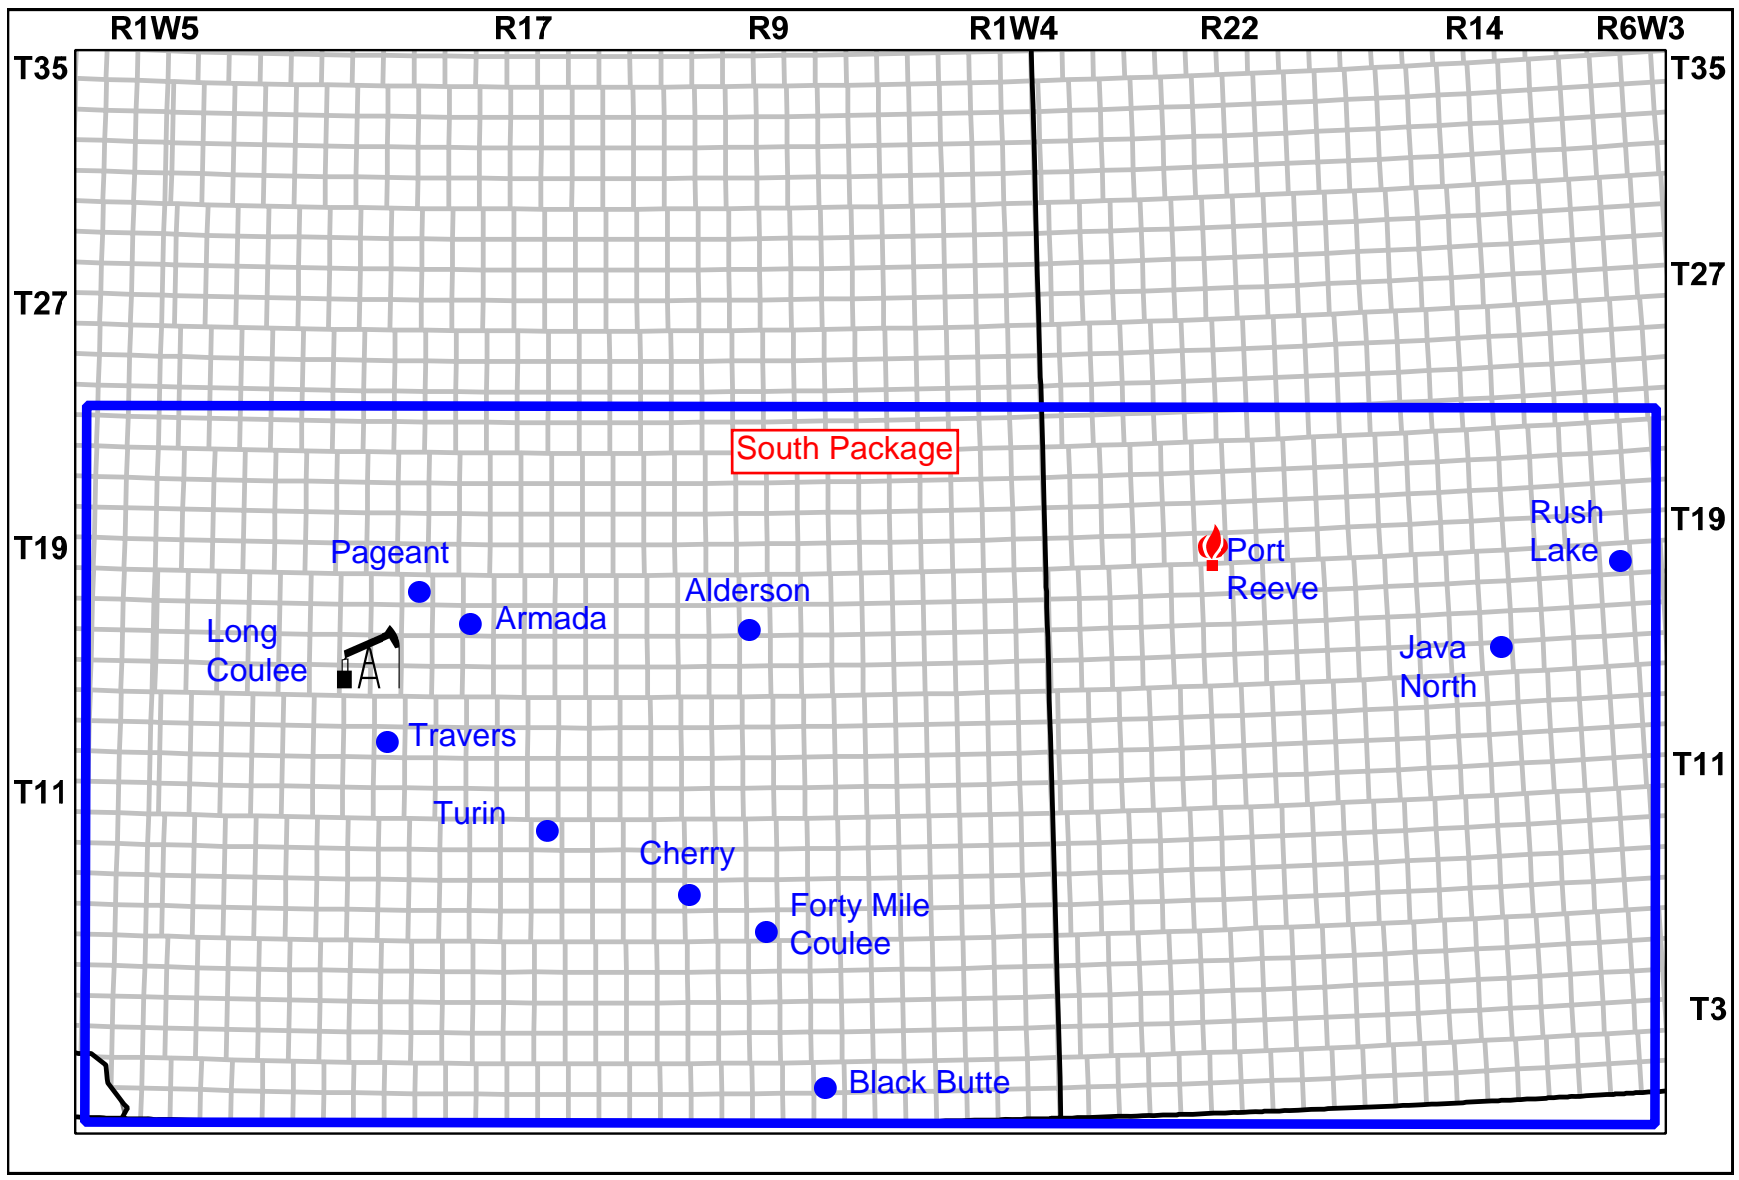 R1W5 R17 R9 R1W4 R22 R14 R6W3
T35 T35
T27 T27
South Package
Rush
Lake
T19 T19
Pageant
Port
Reeve
Alderson
Armada
Long
Coulee
Java
North
Travers
T11 T11
Turin
Cherry
Forty Mile
Coulee
T3
Black Butte